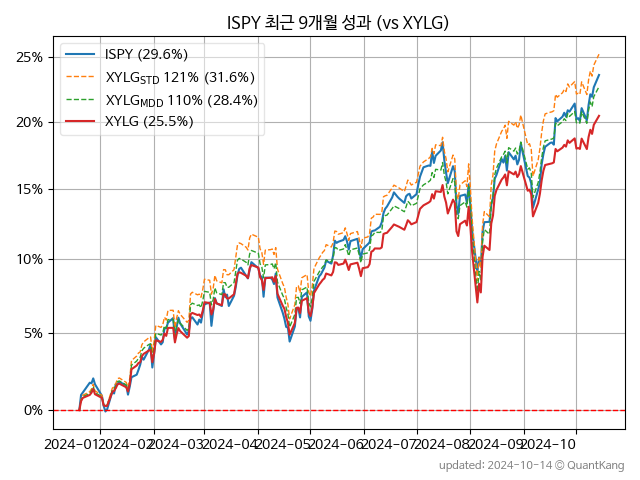 ISPY 최근 9개월 성과 (vs XYLG)
ISPY (29.6%)
XYLG_STD 121% (31.6%)
XYLG_MDD 110% (28.4%)
XYLG (25.5%)
25%
20%
15%
10%
5%
0%
2024-01 2024-02 2024-03 2024-04 2024-05 2024-06 2024-07 2024-08 2024-09 2024-10
updated: 2024-10-14 © QuantKang